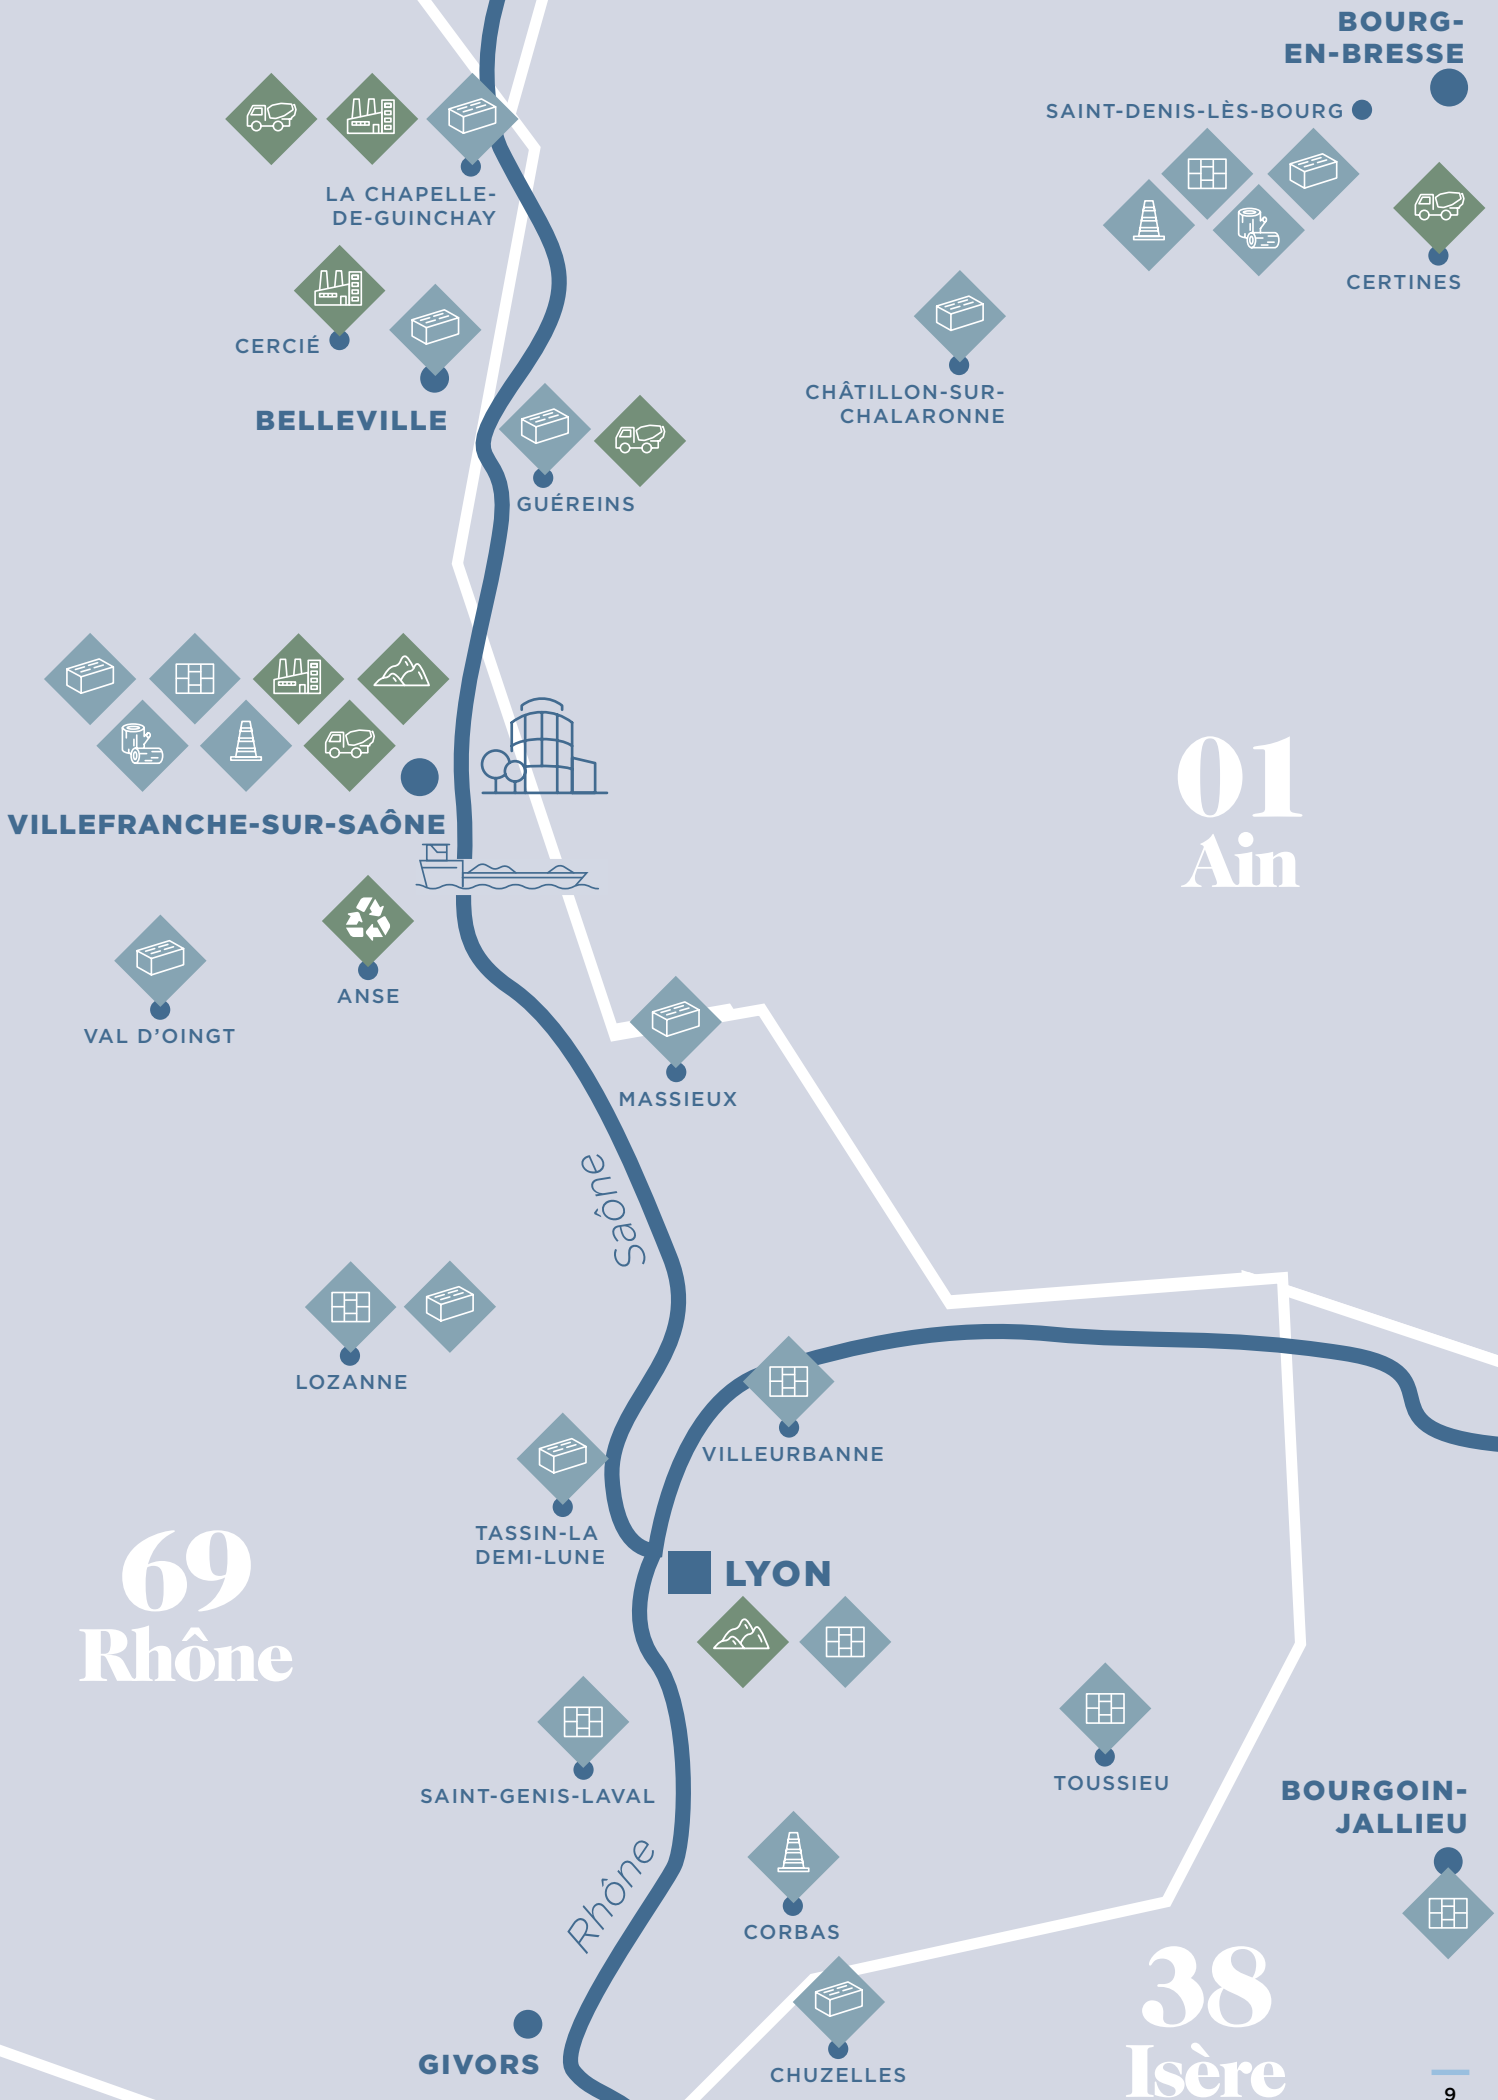 BOURG-
EN-BRESSE
SAINT-DENIS-LÈS-BOURG
LA CHAPELLE-
DE-GUINCHAY
CERTINES
CERCIÉ
CHÂTILLON-SUR-
CHALARONNE
BELLEVILLE
GUÉREINS
01
Ain
VILLEFRANCHE-SUR-SAÔNE
ANSE
VAL D’OINGT
MASSIEUX
Saône
LOZANNE
VILLEURBANNE
TASSIN-LA
DEMI-LUNE
LYON
69
Rhône
TOUSSIEU
SAINT-GENIS-LAVAL
BOURGOIN-
JALLIEU
Rhône
CORBAS
38
Isère
GIVORS
CHUZELLES
9